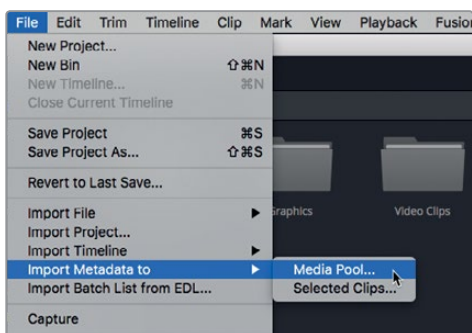 File Edit Trim Timeline Clip Mark View Playback Fusion
New Project...
New Bin ⇧⌘N
New Timeline... ⌘N
Close Current Timeline
Save Project ⌘S
Save Project As... ⇧⌘S
Revert to Last Save...
Import File ▶
Import Project...
Import Timeline ▶
Import Metadata to ▶
Import Batch List from EDL...
Capture
Media Pool...
Selected Clips...
Graphics
Video Clips